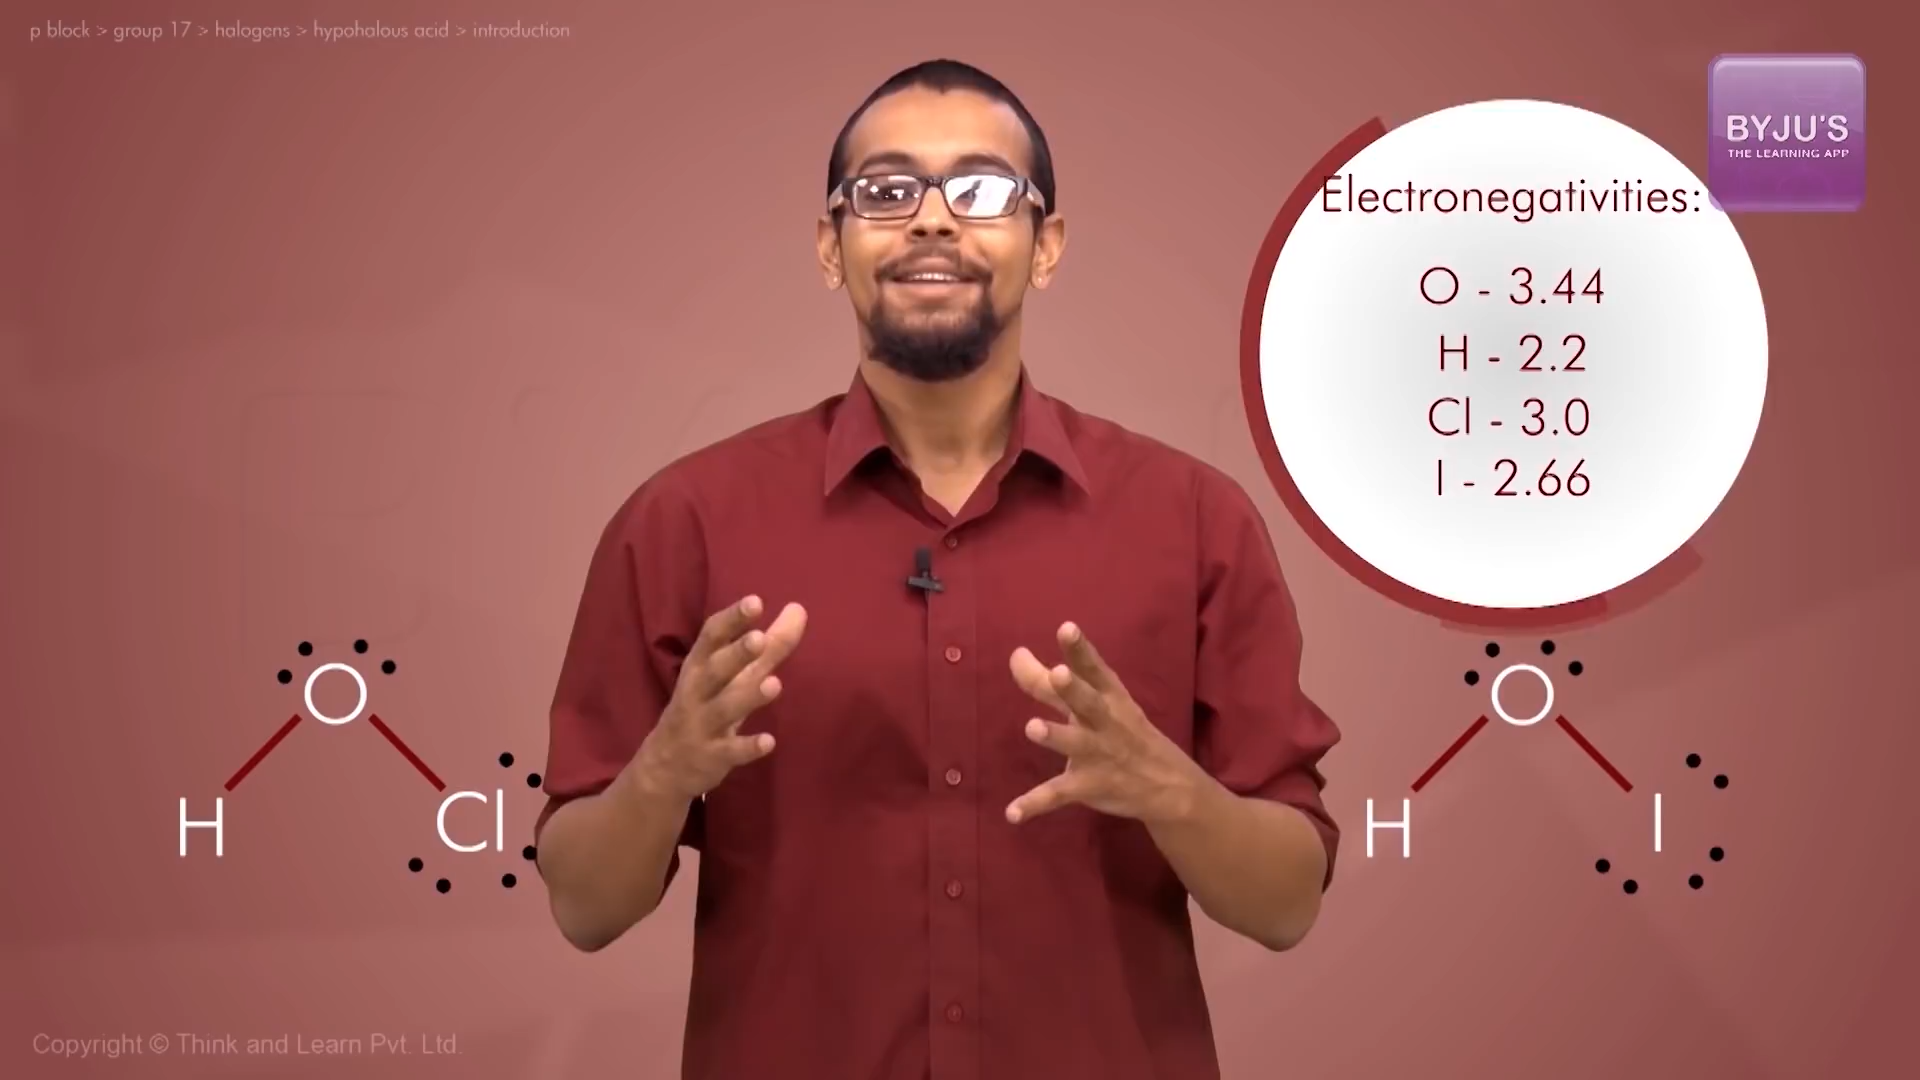 p block > group 17 > halogens > hypohalous acid > introduction
BYJU'S
THE LEARNING APP
Electronegativities:
O - 3.44
H - 2.2
Cl - 3.0
I - 2.66
O
H
Cl
O
H
I
Copyright © Think and Learn Pvt. Ltd.